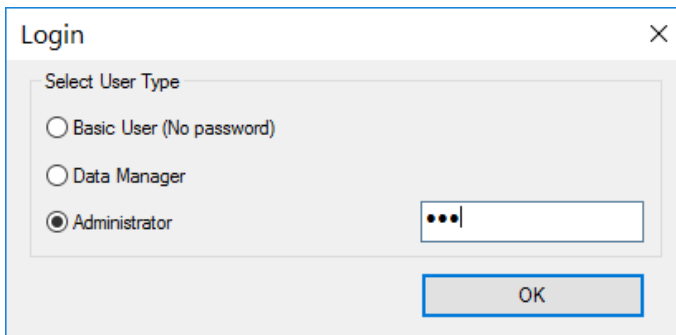 Login
Select User Type
Basic User (No password)
Data Manager
Administrator
•••
OK